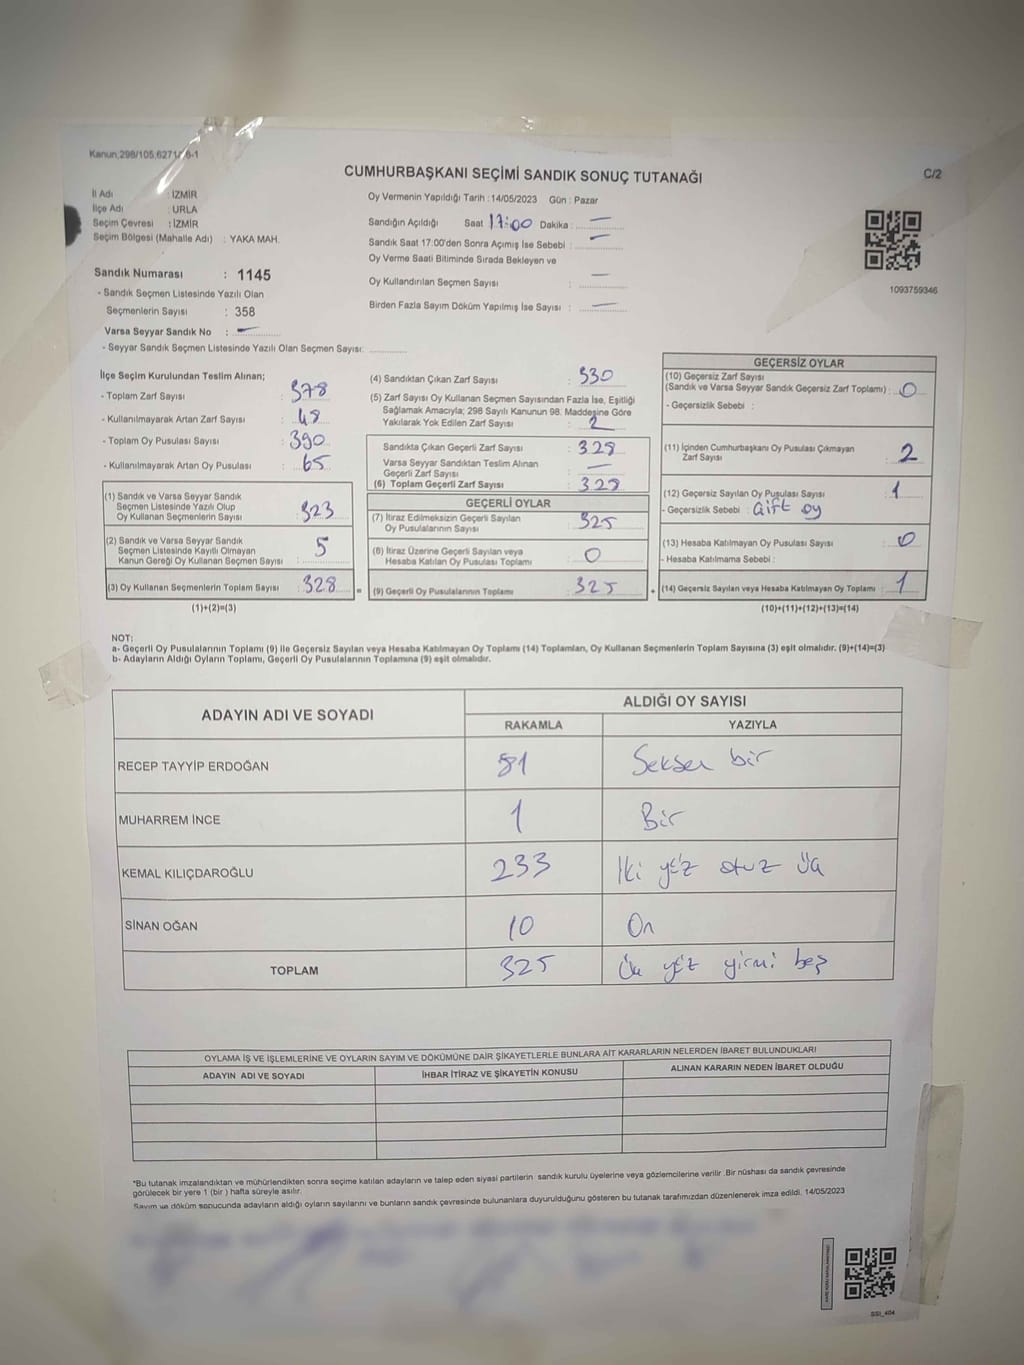 Kanun,298/105,6271/ 6-1
CUMHURBAŞKANI SEÇİMİ SANDIK SONUÇ TUTANAĞI
C/2
İl Adı : İZMİR
İlçe Adı : URLA
Seçim Çevresi : İZMİR
Seçim Bölgesi (Mahalle Adı) : YAKA MAH.
Sandık Numarası : 1145
- Sandık Seçmen Listesinde Yazılı Olan
Seçmenlerin Sayısı : 358
Varsa Seyyar Sandık No : —
- Seyyar Sandık Seçmen Listesinde Yazılı Olan Seçmen Sayısı:
Oy Vermenin Yapıldığı Tarih : 14/05/2023 Gün : Pazar
Sandığın Açıldığı Saat 17:00 Dakika : —
Sandık Saat 17:00'den Sonra Açımış İse Sebebi : —
Oy Verme Saati Bitiminde Sırada Bekleyen ve
Oy Kullandırılan Seçmen Sayısı : —
Birden Fazla Sayım Döküm Yapılmış İse Sayısı : —
1093759346
İlçe Seçim Kurulundan Teslim Alınan;
- Toplam Zarf Sayısı : 378
- Kullanılmayarak Artan Zarf Sayısı : 48
- Toplam Oy Pusulası Sayısı : 390
- Kullanılmayarak Artan Oy Pusulası : 65
(1) Sandık ve Varsa Seyyar Sandık
Seçmen Listesinde Yazılı Olup
Oy Kullanan Seçmenlerin Sayısı : 323
(2) Sandık ve Varsa Seyyar Sandık
Seçmen Listesinde Kayıtlı Olmayan
Kanun Gereği Oy Kullanan Seçmen Sayısı : 5
(3) Oy Kullanan Seçmenlerin Toplam Sayısı : 328
(1)+(2)=(3)
(4) Sandıktan Çıkan Zarf Sayısı : 330
(5) Zarf Sayısı Oy Kullanan Seçmen Sayısından Fazla İse, Eşitliği
Sağlamak Amacıyla; 298 Sayılı Kanunun 98. Maddesine Göre
Yakılarak Yok Edilen Zarf Sayısı : 2
Sandıkta Çıkan Geçerli Zarf Sayısı : 328
Varsa Seyyar Sandıktan Teslim Alınan
Geçerli Zarf Sayısı : —
(6) Toplam Geçerli Zarf Sayısı : 328
GEÇERLİ OYLAR
(7) İtiraz Edilmeksizin Geçerli Sayılan
Oy Pusulalarının Sayısı : 325
(8) İtiraz Üzerine Geçerli Sayılan veya
Hesaba Katılan Oy Pusulası Toplamı : 0
= (9) Geçerli Oy Pusulalarının Toplamı : 325
GEÇERSİZ OYLAR
(10) Geçersiz Zarf Sayısı
(Sandık ve Varsa Seyyar Sandık Geçersiz Zarf Toplamı) : 0
- Geçersizlik Sebebi :
(11) İçinden Cumhurbaşkanı Oy Pusulası Çıkmayan
Zarf Sayısı : 2
(12) Geçersiz Sayılan Oy Pusulası Sayısı : 1
- Geçersizlik Sebebi : Çift oy
(13) Hesaba Katılmayan Oy Pusulası Sayısı : 0
- Hesaba Katılmama Sebebi :
+ (14) Geçersiz Sayılan veya Hesaba Katılmayan Oy Toplamı : 1
(10)+(11)+(12)+(13)=(14)
NOT:
a- Geçerli Oy Pusulalarının Toplamı (9) ile Geçersiz Sayılan veya Hesaba Katılmayan Oy Toplamı (14) Toplamları, Oy Kullanan Seçmenlerin Toplam Sayısına (3) eşit olmalıdır. (9)+(14)=(3)
b- Adayların Aldığı Oyların Toplamı, Geçerli Oy Pusulalarının Toplamına (9) eşit olmalıdır.
ADAYIN ADI VE SOYADI
ALDIĞI OY SAYISI
RAKAMLA YAZIYLA
RECEP TAYYİP ERDOĞAN 81 Seksen bir
MUHARREM İNCE 1 Bir
KEMAL KILIÇDAROĞLU 233 İki yüz otuz üç
SİNAN OĞAN 10 On
TOPLAM 325 Üç yüz yirmi beş
OYLAMA İŞ VE İŞLEMLERİNE VE OYLARIN SAYIM VE DÖKÜMÜNE DAİR ŞİKAYETLERLE BUNLARA AİT KARARLARIN NELERDEN İBARET BULUNDUKLARI
ADAYIN ADI VE SOYADI İHBAR İTİRAZ VE ŞİKAYETİN KONUSU ALINAN KARARIN NEDEN İBARET OLDUĞU
*Bu tutanak imzalandıktan ve mühürlendikten sonra seçime katılan adayların ve talep eden siyasi partilerin sandık kurulu üyelerine veya gözlemcilerine verilir .Bir nüshası da sandık çevresinde
görülecek bir yere 1 (bir ) hafta süreyle asılır.
Sayım ve döküm sonucunda adayların aldığı oyların sayılarını ve bunların sandık çevresinde bulunanlara duyurulduğunu gösteren bu tutanak tarafımızdan düzenlenerek imza edildi. 14/05/2023
SSI_404